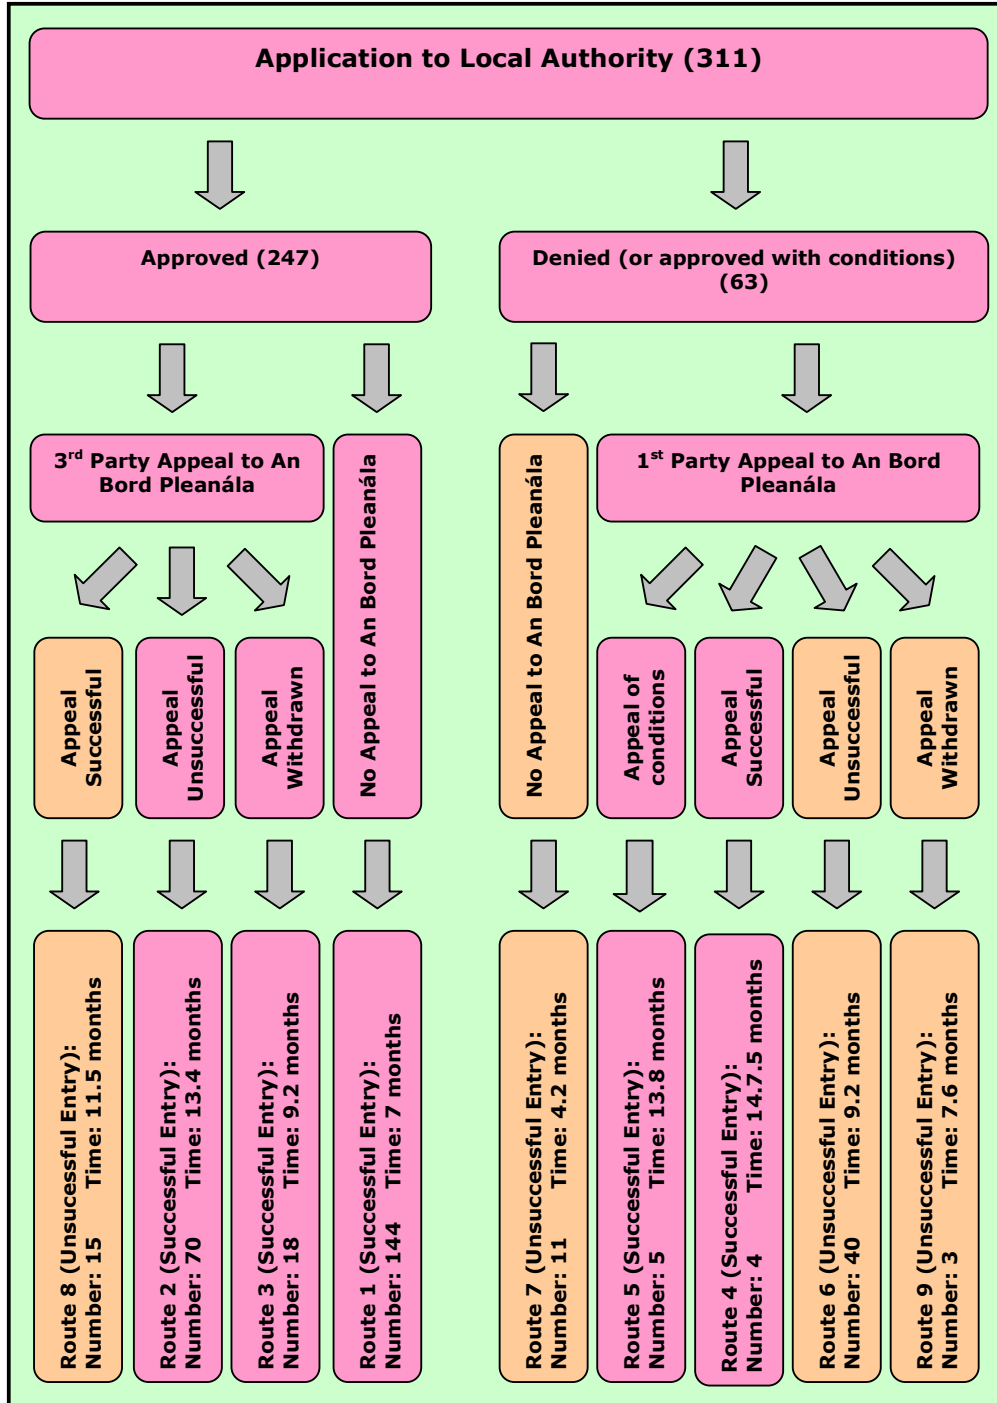 Application to Local Authority (311)
Approved (247)
Denied (or approved with conditions)
(63)
3rd Party Appeal to An
Bord Pleanála
No Appeal to An Bord Pleanála
No Appeal to An Bord Pleanála
1st Party Appeal to An Bord
Pleanála
Appeal
Successful
Appeal
Unsuccessful
Appeal
Withdrawn
Appeal of
conditions
Appeal
Successful
Appeal
Unsuccessful
Appeal
Withdrawn
Route 8 (Unsuccessful Entry):
Number: 15 Time: 11.5 months
Route 2 (Successful Entry):
Number: 70 Time: 13.4 months
Route 3 (Successful Entry):
Number: 18 Time: 9.2 months
Route 1 (Successful Entry):
Number: 144 Time: 7 months
Route 7 (Unsuccessful Entry):
Number: 11 Time: 4.2 months
Route 5 (Successful Entry):
Number: 5 Time: 13.8 months
Route 4 (Successful Entry):
Number: 4 Time: 14.7.5 months
Route 6 (Unsuccessful Entry):
Number: 40 Time: 9.2 months
Route 9 (Unsuccessful Entry):
Number: 3 Time: 7.6 months